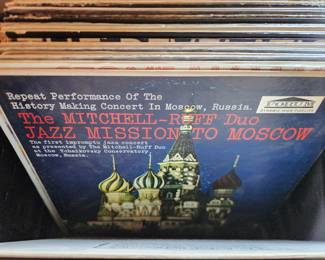 Repeat Performance Of The
History Making Concert In Moscow, Russia.
The MITCHELL-RUFF Duo
JAZZ MISSION TO MOSCOW
The first impromptu jazz concert
as presented by The Mitchell-Ruff Duo
at the Tchaikovsky Conservatory,
Moscow, Russia.